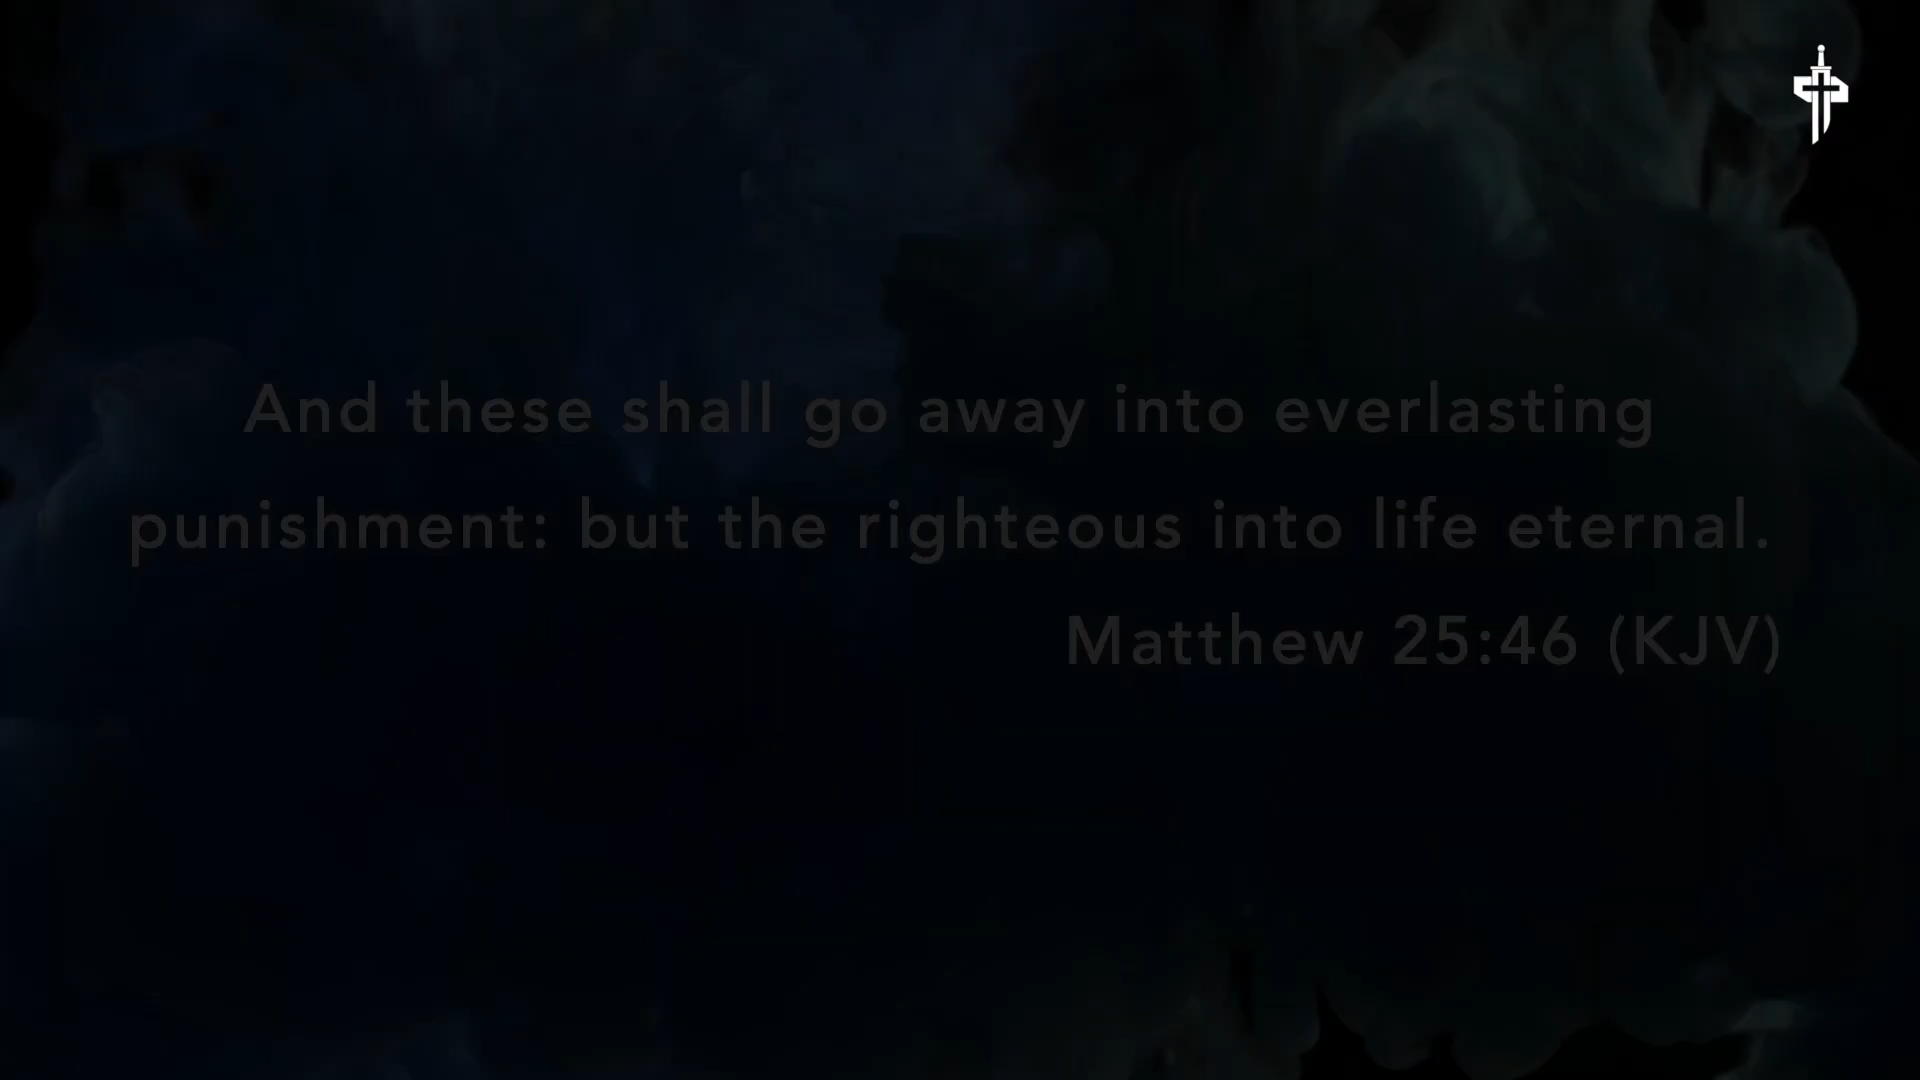 And these shall go away into everlasting
punishment: but the righteous into life eternal.
Matthew 25:46 (KJV)